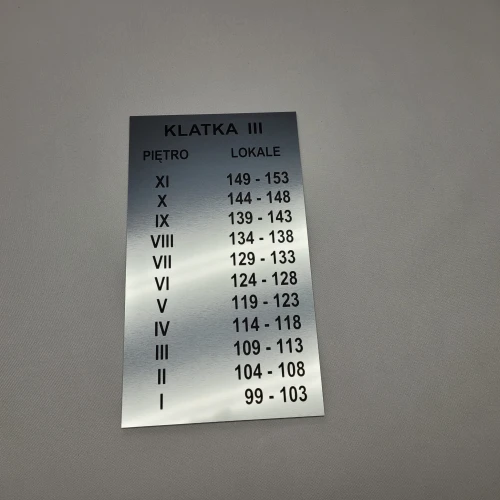 KLATKA III
PIĘTRO LOKALE
XI 149 - 153
X 144 - 148
IX 139 - 143
VIII 134 - 138
VII 129 - 133
VI 124 - 128
V 119 - 123
IV 114 - 118
III 109 - 113
II 104 - 108
I 99 - 103